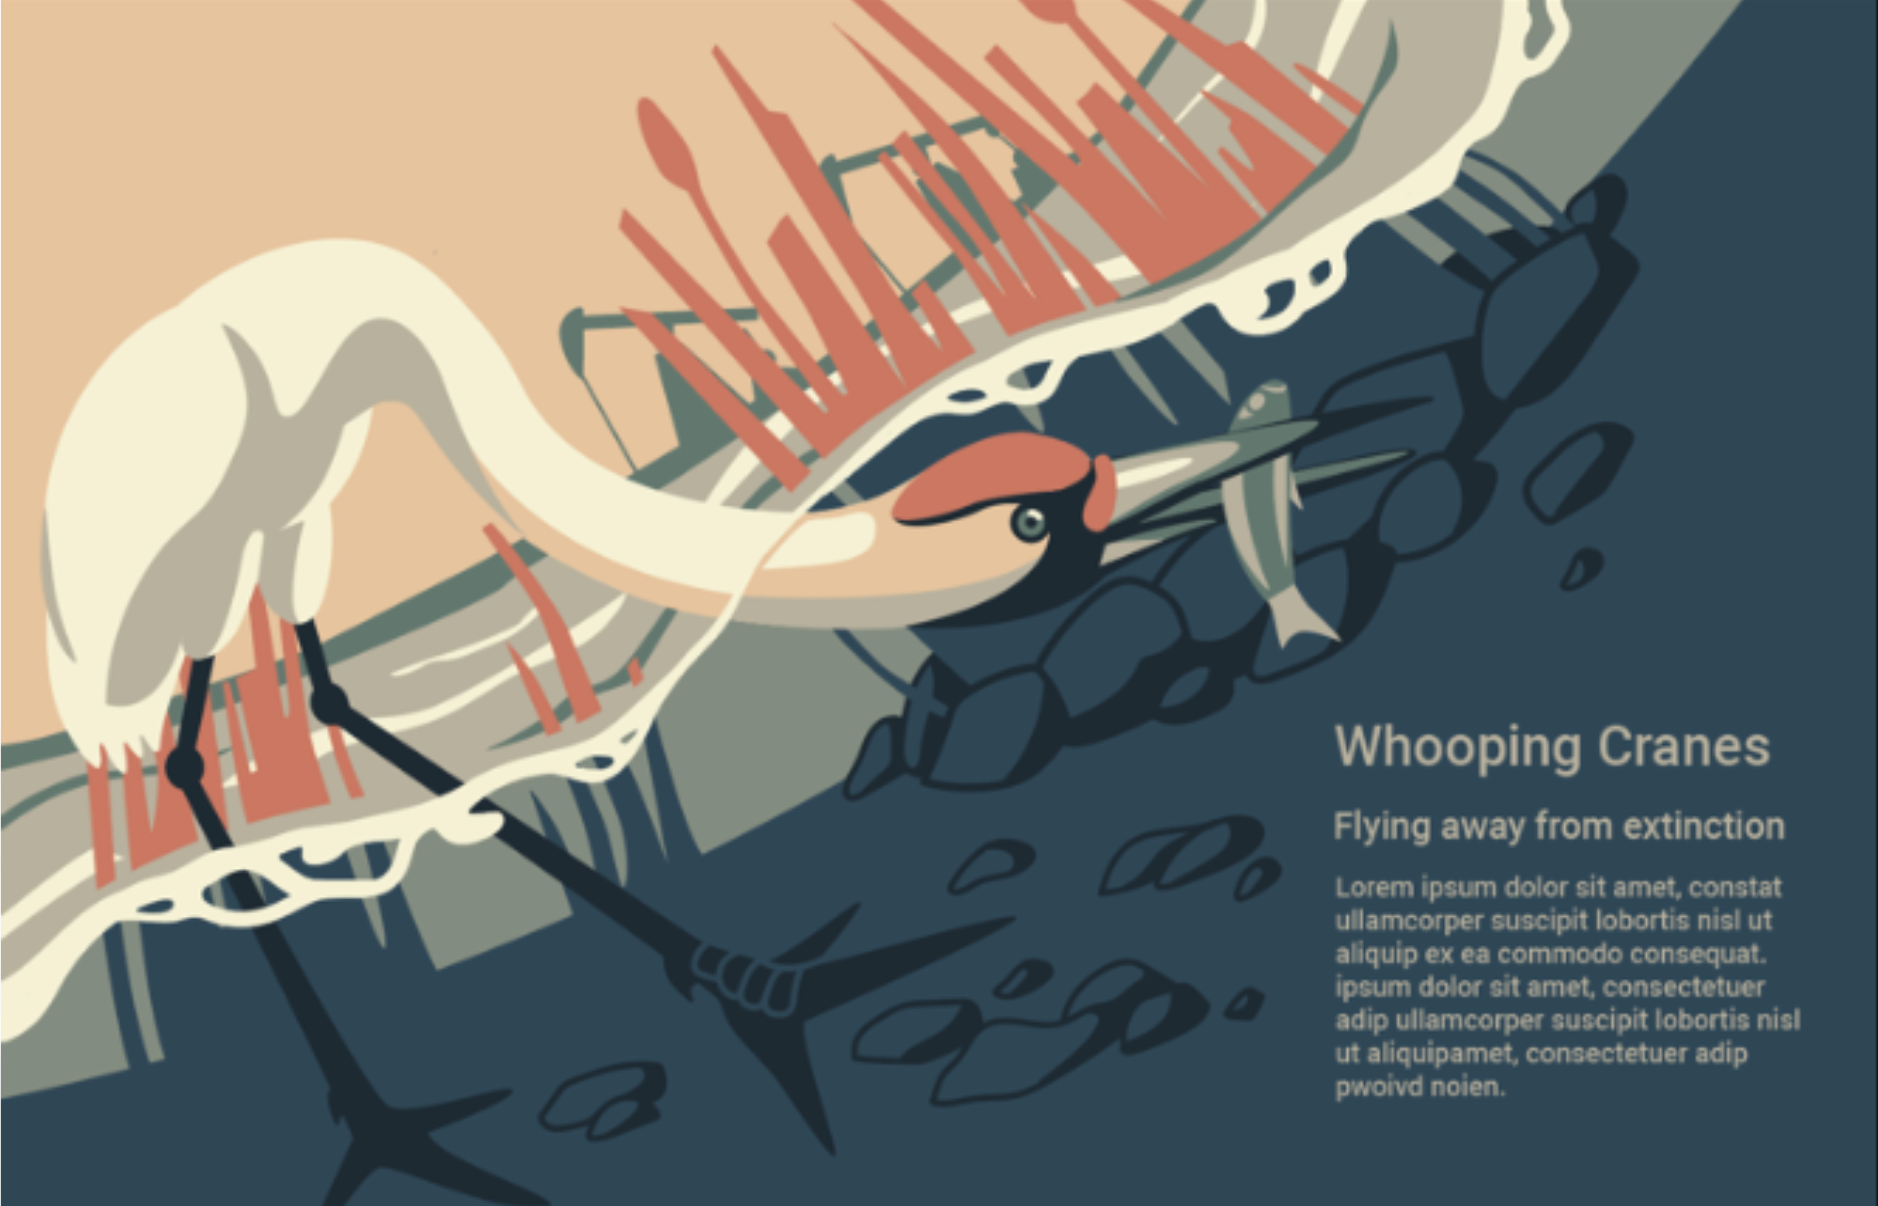 Whooping Cranes
Flying away from extinction
Lorem ipsum dolor sit amet, constat
ullamcorper suscipit lobortis nisl ut
aliquip ex ea commodo consequat.
ipsum dolor sit amet, consectetuer
adip ullamcorper suscipit lobortis nisl
ut aliquipamet, consectetuer adip
pwoivd noien.